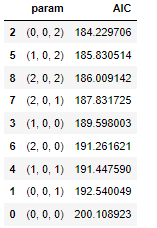 param AIC
2 (0, 0, 2) 184.229706
5 (1, 0, 2) 185.830514
8 (2, 0, 2) 186.009142
7 (2, 0, 1) 187.831725
3 (1, 0, 0) 189.598003
6 (2, 0, 0) 191.261621
4 (1, 0, 1) 191.447590
1 (0, 0, 1) 192.540049
0 (0, 0, 0) 200.108923